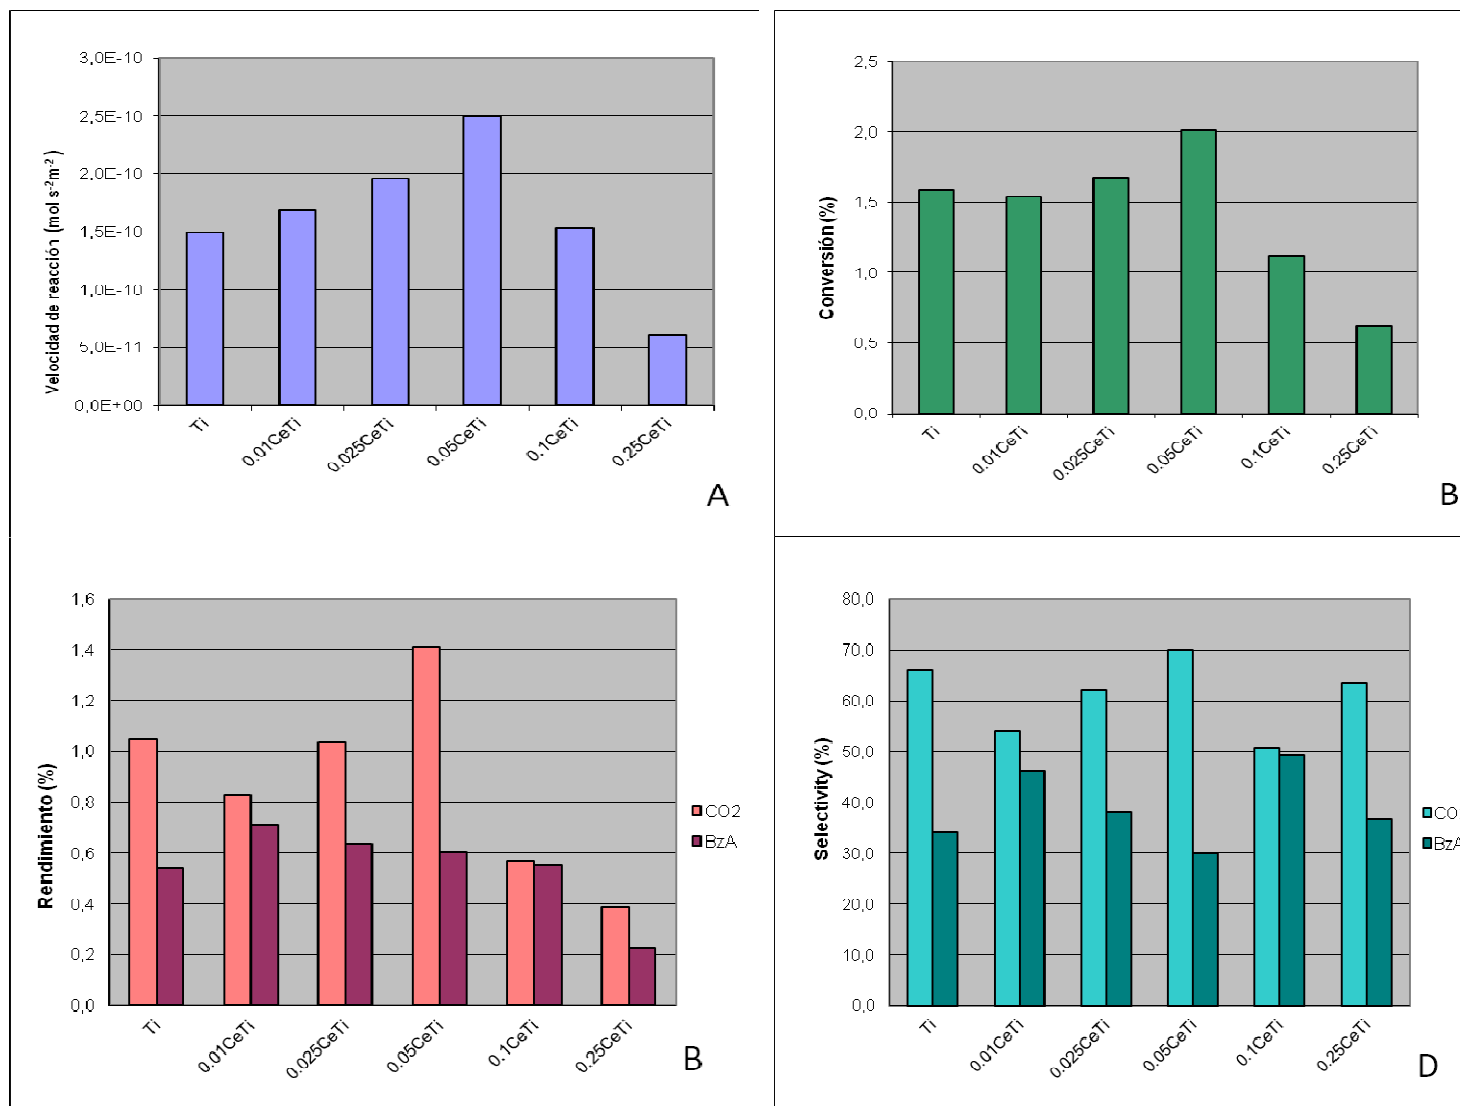 3,0E-10
2,5E-10
2,0E-10
1,5E-10
1,0E-10
5,0E-11
0,0E+00
Velocidad de reacción (mol s-2m-2)
Ti
0.01CeTi
0.025CeTi
0.05CeTi
0.1CeTi
0.25CeTi
A
2,5
2,0
1,5
1,0
0,5
0,0
Conversión (%)
Ti
0.01CeTi
0.025CeTi
0.05CeTi
0.1CeTi
0.25CeTi
B
1,6
1,4
1,2
1,0
0,8
0,6
0,4
0,2
0,0
Rendimiento (%)
Ti
0.01CeTi
0.025CeTi
0.05CeTi
0.1CeTi
0.25CeTi
CO2
BzA
B
80,0
70,0
60,0
50,0
40,0
30,0
20,0
10,0
0,0
Selectivity (%)
Ti
0.01CeTi
0.025CeTi
0.05CeTi
0.1CeTi
0.25CeTi
CO
BzA
D